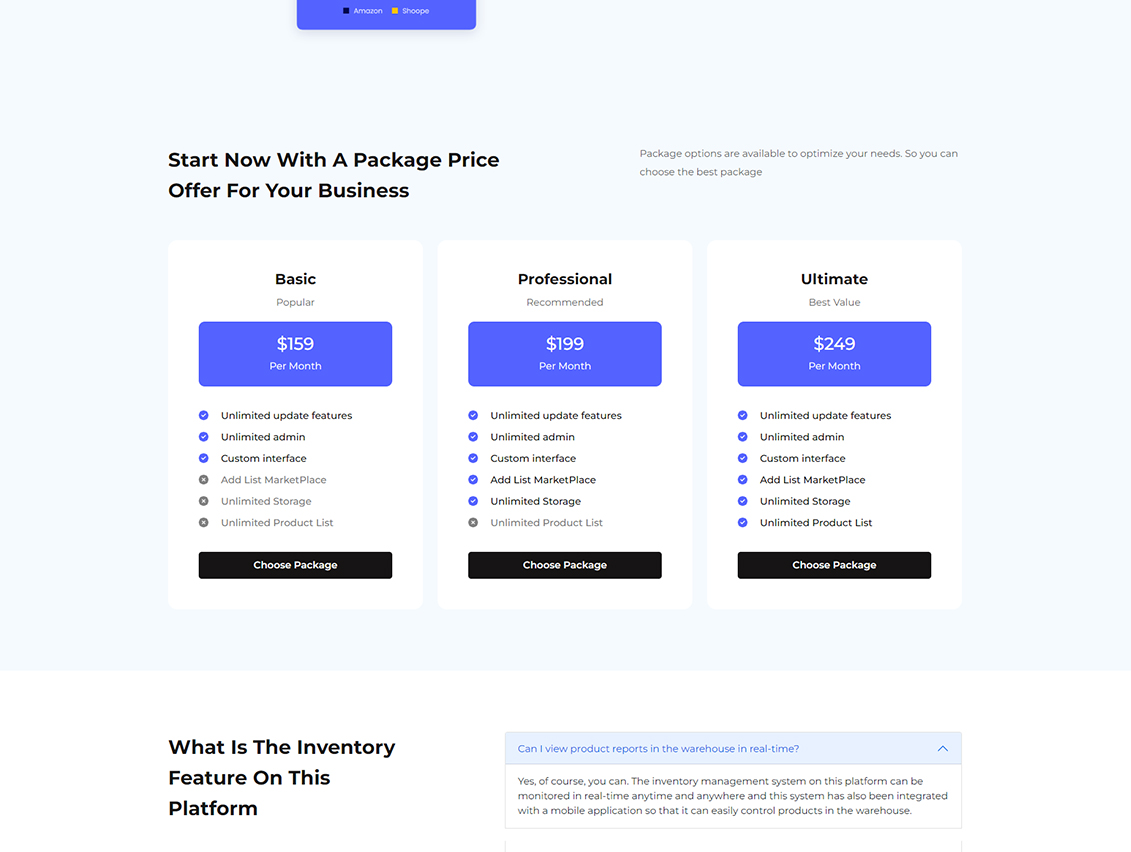 Amazon Shoope
Start Now With A Package Price
Offer For Your Business
Package options are available to optimize your needs. So you can
choose the best package
Basic
Popular
$159
Per Month
Unlimited update features
Unlimited admin
Custom interface
Add List MarketPlace
Unlimited Storage
Unlimited Product List
Choose Package
Professional
Recommended
$199
Per Month
Unlimited update features
Unlimited admin
Custom interface
Add List MarketPlace
Unlimited Storage
Unlimited Product List
Choose Package
Ultimate
Best Value
$249
Per Month
Unlimited update features
Unlimited admin
Custom interface
Add List MarketPlace
Unlimited Storage
Unlimited Product List
Choose Package
What Is The Inventory
Feature On This
Platform
Can I view product reports in the warehouse in real-time?
Yes, of course, you can. The inventory management system on this platform can be
monitored in real-time anytime and anywhere and this system has also been integrated
with a mobile application so that it can easily control products in the warehouse.